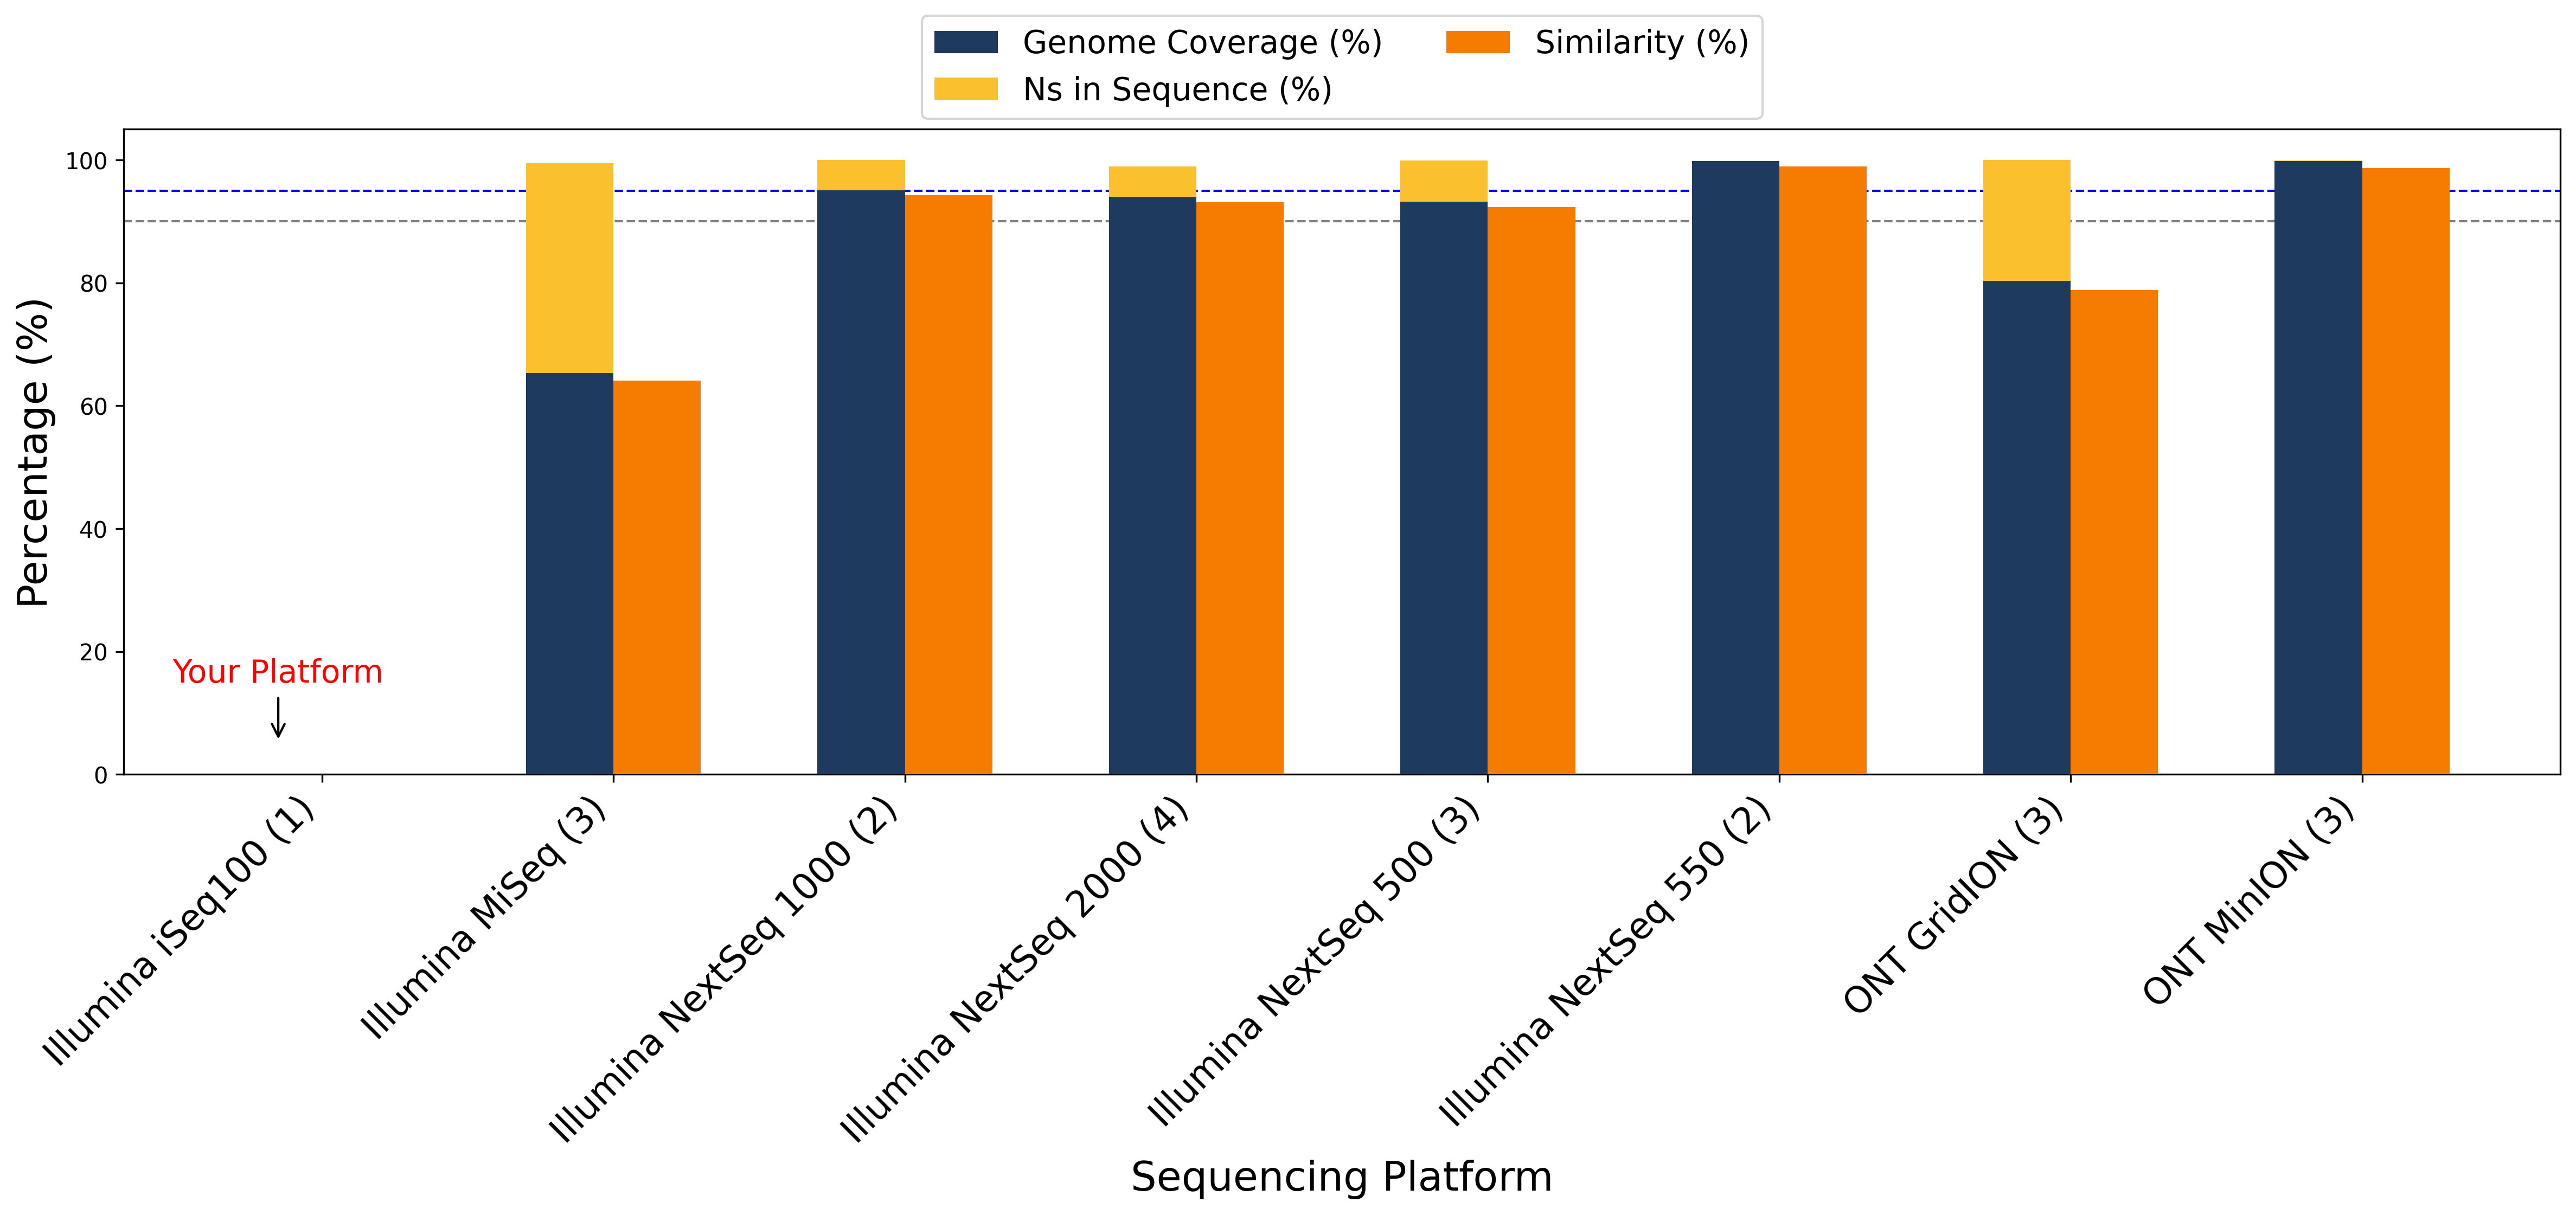 Genome Coverage (%)
Ns in Sequence (%)
Similarity (%)
Percentage (%)
100
80
60
40
20
0
Your Platform
Illumina iSeq100 (1)
Illumina MiSeq (3)
Illumina NextSeq 1000 (2)
Illumina NextSeq 2000 (4)
Illumina NextSeq 500 (3)
Illumina NextSeq 550 (2)
ONT GridION (3)
ONT MinION (3)
Sequencing Platform